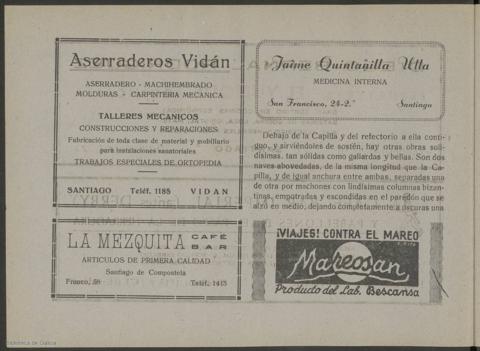 Aserraderos Vidán
ASERRADERO - MACHIHEMBRADO
MOLDURAS - CARPINTERIA MECANICA
TALLERES MECANICOS
CONSTRUCCIONES Y REPARACIONES
Fabricación de toda clase de material y mobiliario
para instalaciones sanatoriales
TRABAJOS ESPECIALES DE ORTOPEDIA
SANTIAGO Teléf. 1185 VIDAN
LA MEZQUITA CAFÉ
BAR
ARTICULOS DE PRIMERA CALIDAD
Santiago de Compostela
Franco, 58 Teléf. 1413
Jaime Quintanilla Ulla
MEDICINA INTERNA
San Francisco, 24-2.° Santiago
Debajo de la Capilla y del refectorio a ella conti-
guo, y sirviéndoles de sostén, hay otras obras soli-
dísimas, tan sólidas como gallardas y bellas. Son dos
naves abovedadas, de la misma longitud que la Ca-
pilla, y de igual anchura entre ambas, separadas una
de otra por machones con lindísimas columnas bizan-
tinas, empotradas y escondidas en el paredón que se
alzó en medio, dejando completamente a oscuras una
¡VIAJES! CONTRA EL MAREO
Mareosan
Producto del Lab. Bescansa
Biblioteca de Galicia